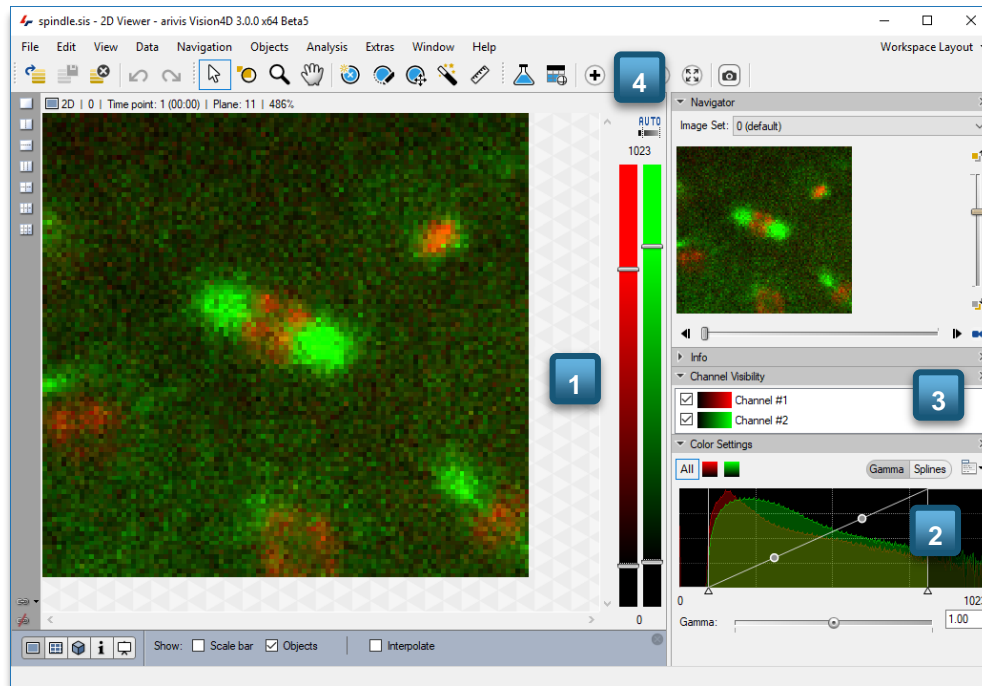 spindle.sis - 2D Viewer - arivis Vision4D 3.0.0 x64 Beta5
File Edit View Data Navigation Objects Analysis Extras Window Help Workspace Layout
4
2D | 0 | Time point: 1 (00:00) | Plane: 11 | 486%
Navigator
AUTO
Image Set: 0 (default)
1023
Info
Channel Visibility
1
3
Channel #1
Channel #2
Color Settings
All Gamma Splines
2
0 1023
0
Gamma: 1.00
Show: Scale bar Objects Interpolate